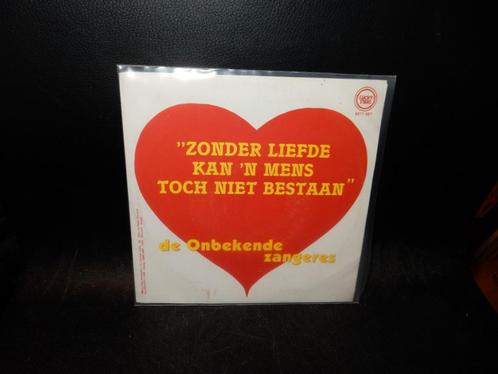 "ZONDER LIEFDE
KAN 'N MENS
TOCH NIET BESTAAN"
de Onbekende
zangeres